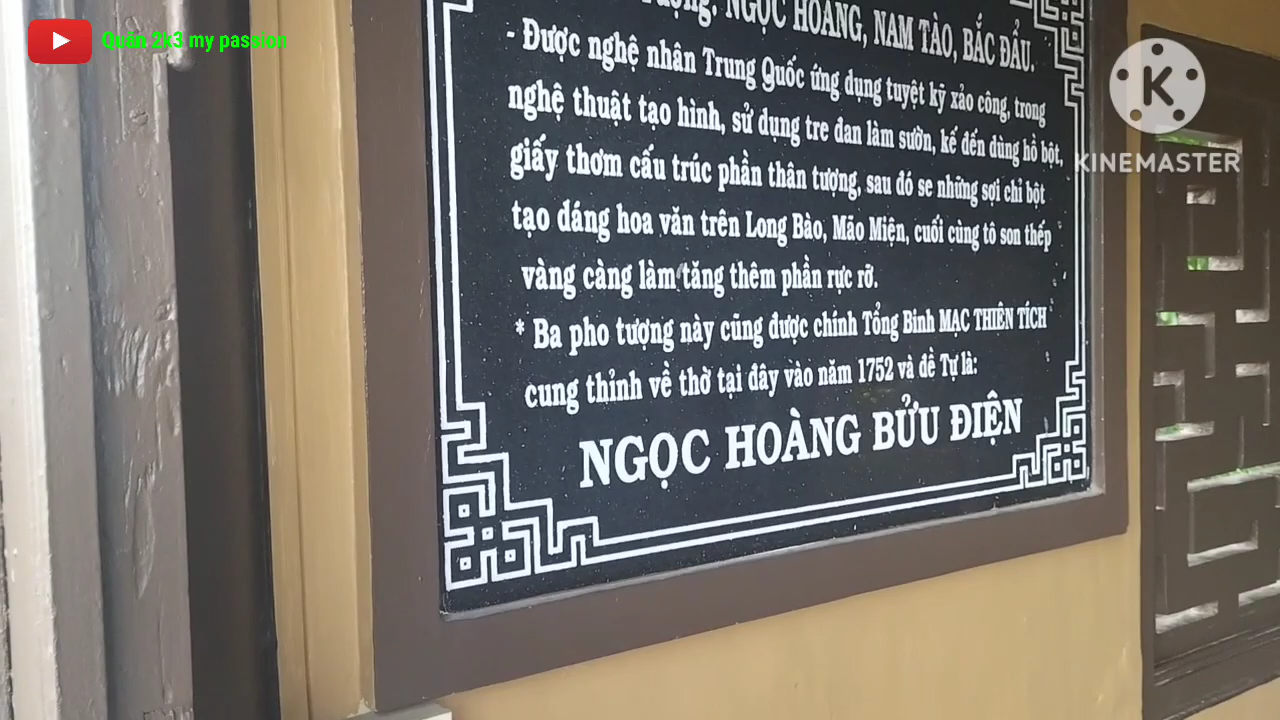 Quân 2k3 my passion
K
KINEMASTER
NGỌC HOÀNG, NAM TÀO, BẮC ĐẨU.
- Được nghệ nhân Trung Quốc ứng dụng tuyệt kỹ xảo công, trong
nghệ thuật tạo hình, sử dụng tre đan làm sườn, kế đến dùng hồ bột,
giấy thơm cấu trúc phần thân tượng, sau đó se những sợi chỉ bột
tạo dáng hoa văn trên Long Bào, Mão Miện, cuối cùng tô son thếp
vàng càng làm tăng thêm phần rực rỡ.
* Ba pho tượng này cũng được chính Tổng Binh MẠC THIÊN TÍCH
cung thỉnh về thờ tại đây vào năm 1752 và đề Tự là:
NGỌC HOÀNG BỬU ĐIỆN